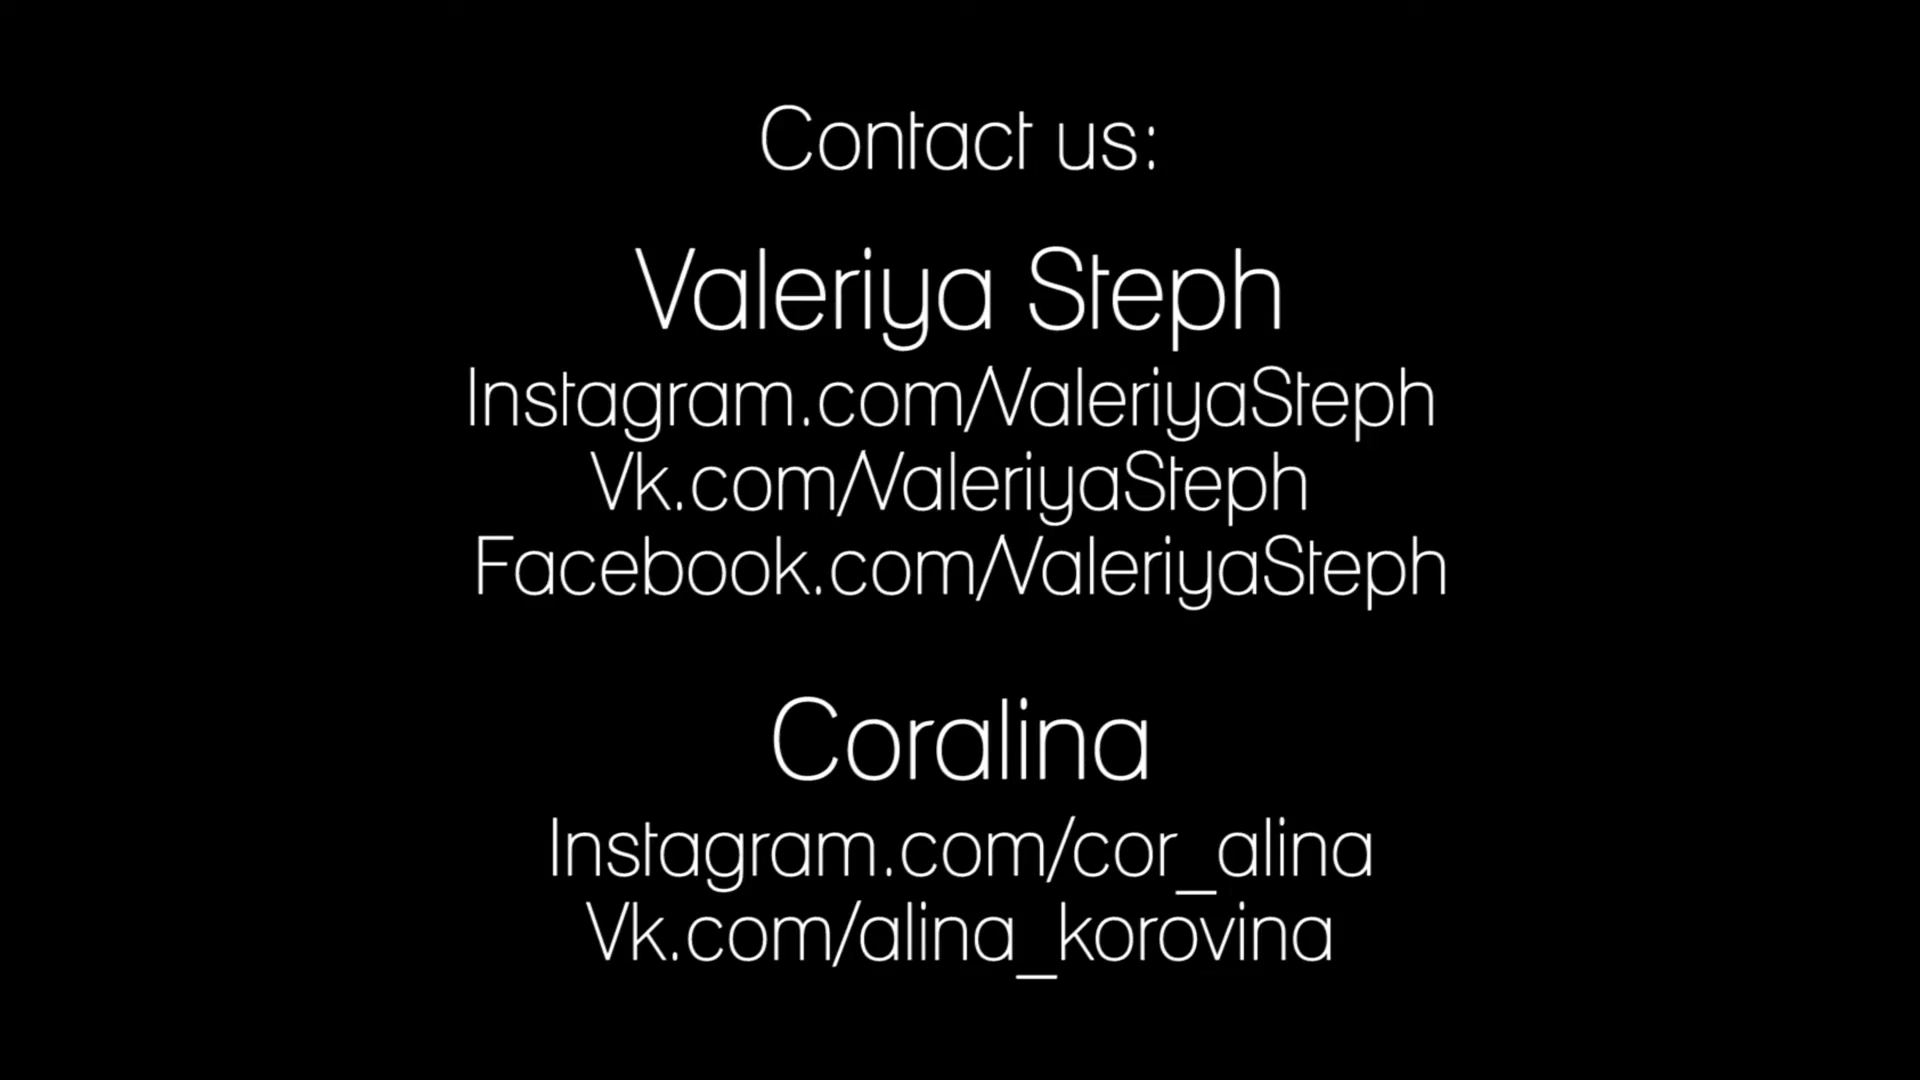 Contact us:
Valeriya Steph
Instagram.com/ValeriyaSteph
Vk.com/ValeriyaSteph
Facebook.com/ValeriyaSteph
Coralina
Instagram.com/cor_alina
Vk.com/alina_korovina